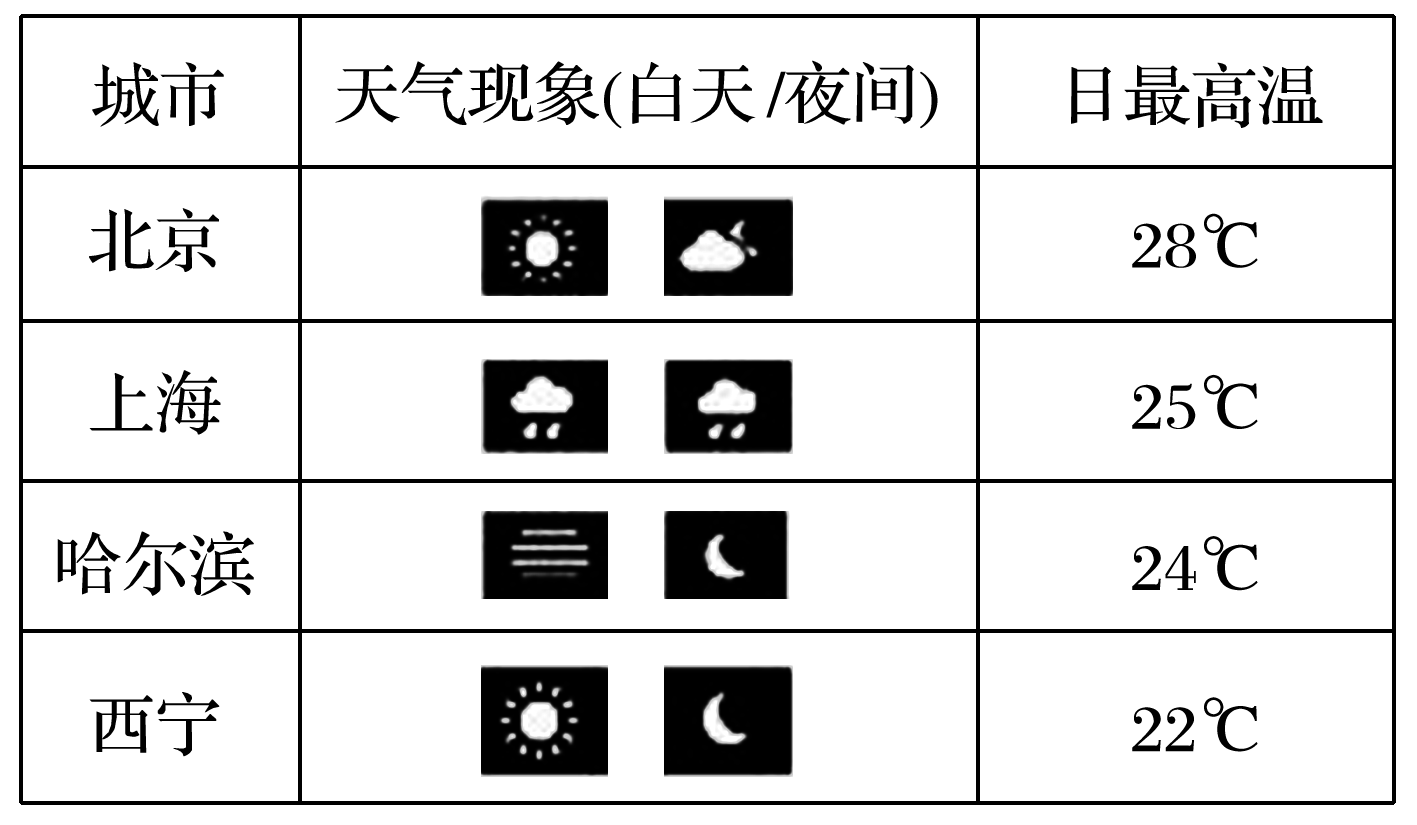 城市 天气现象(白天/夜间) 日最高温
北京 28℃
上海 25℃
哈尔滨 24℃
西宁 22℃